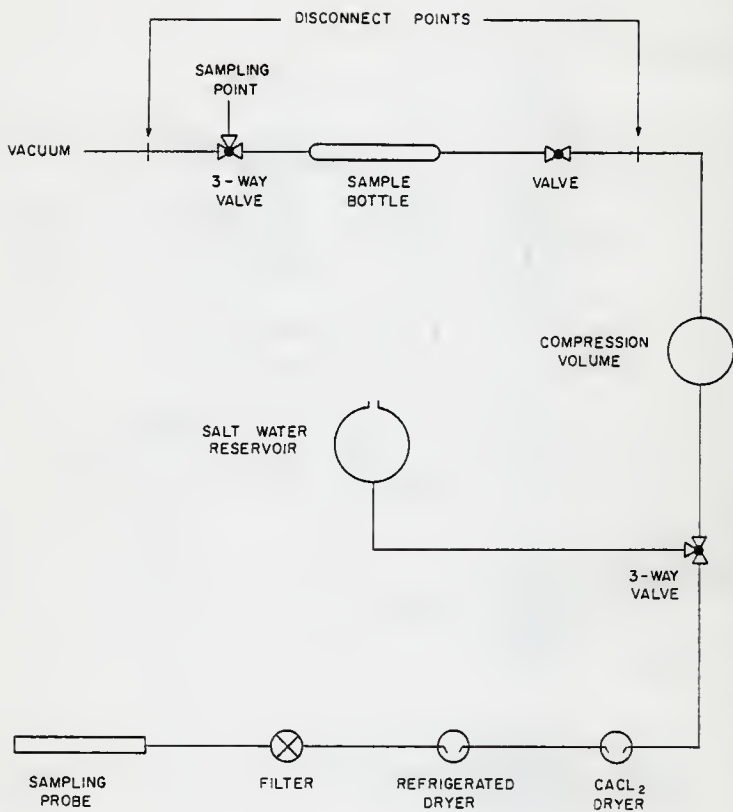 DISCONNECT POINTS
SAMPLING
POINT
VACUUM
3-WAY
VALVE
SAMPLE
BOTTLE
VALVE
COMPRESSION
VOLUME
SALT WATER
RESERVOIR
3-WAY
VALVE
SAMPLING
PROBE
FILTER
REFRIGERATED
DRYER
CACL₂
DRYER